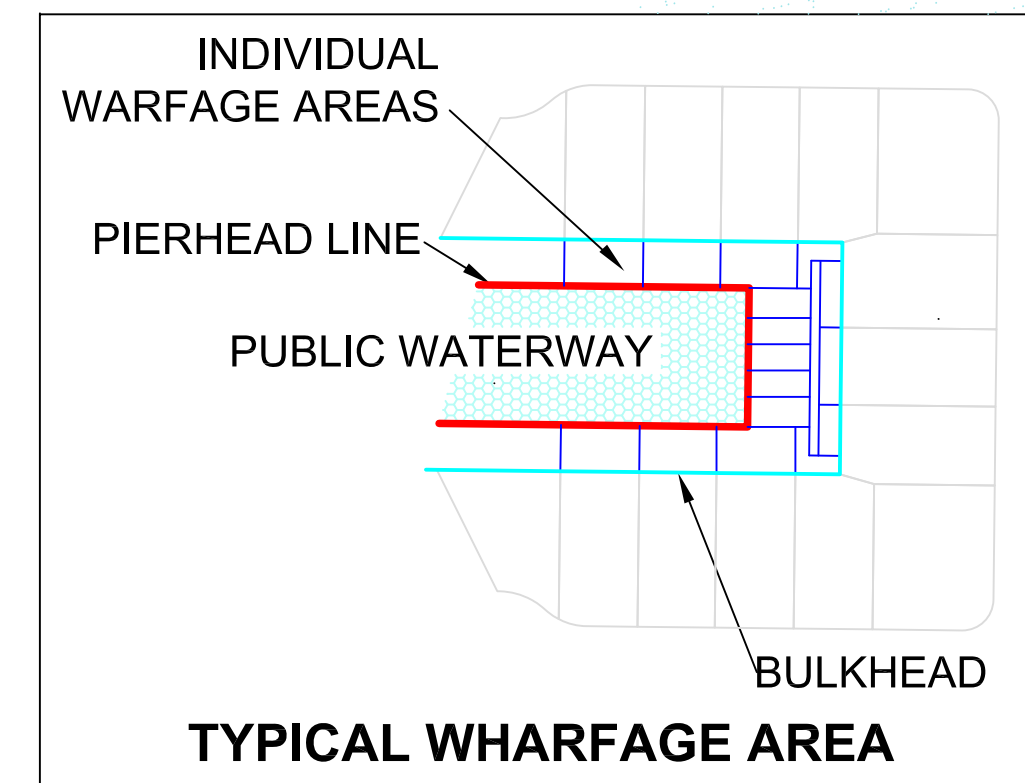 INDIVIDUAL
WARFAGE AREAS
PIERHEAD LINE
PUBLIC WATERWAY
BULKHEAD
TYPICAL WHARFAGE AREA